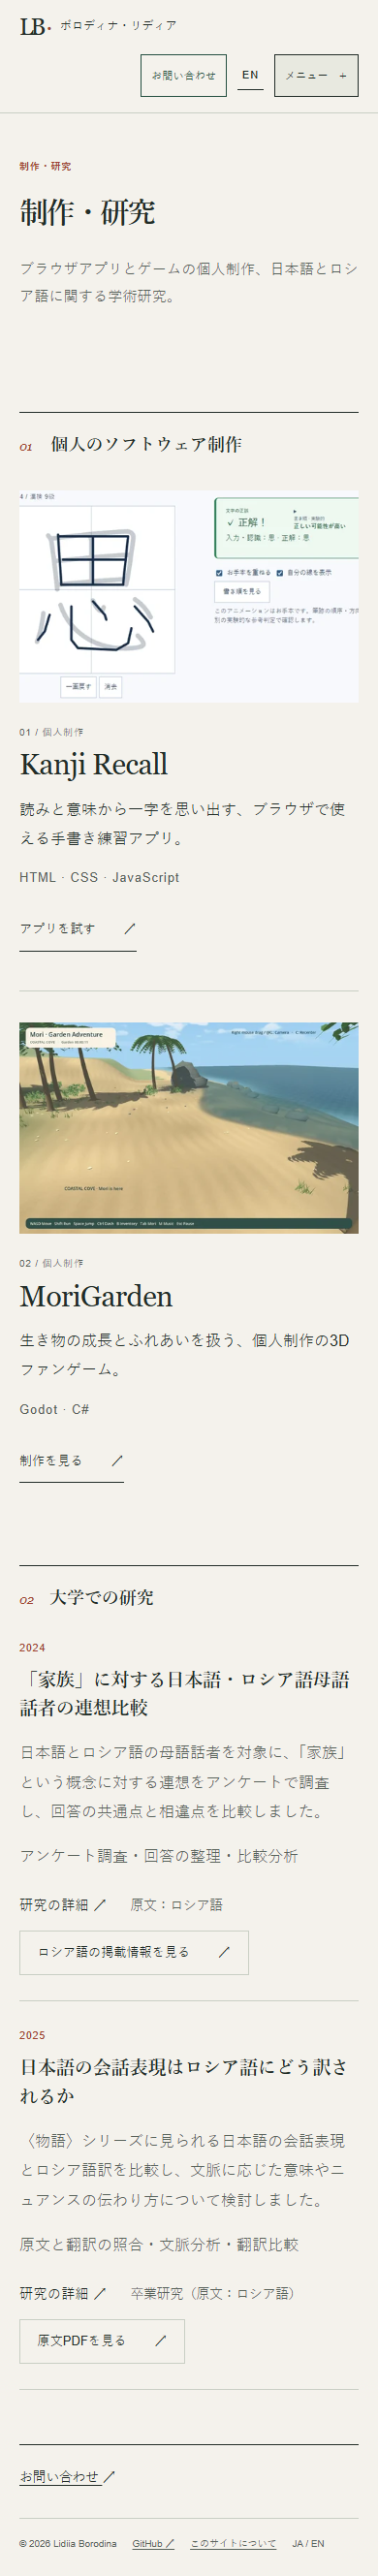 LB· ボロディナ・リディア
お問い合わせ EN メニュー +
制作・研究
制作・研究
ブラウザアプリとゲームの個人制作、日本語とロシ
ア語に関する学術研究。
01 個人のソフトウェア制作
✓ 正解！
正しい可能性が高い
入力・認識：思・正解：思
お手本を重ねる 自分の線を表示
書き順を見る
一画戻す 消去
01 / 個人制作
Kanji Recall
読みと意味から一字を思い出す、ブラウザで使
える手書き練習アプリ。
HTML · CSS · JavaScript
アプリを試す
Mori · Garden Adventure
COASTAL COVE · Mori is here
02 / 個人制作
MoriGarden
生き物の成長とふれあいを扱う、個人制作の3D
ファンゲーム。
Godot · C#
制作を見る
02 大学での研究
2024
「家族」に対する日本語・ロシア語母語
話者の連想比較
日本語とロシア語の母語話者を対象に、「家族」
という概念に対する連想をアンケートで調査
し、回答の共通点と相違点を比較しました。
アンケート調査・回答の整理・比較分析
研究の詳細 原文：ロシア語
ロシア語の掲載情報を見る
2025
日本語の会話表現はロシア語にどう訳さ
れるか
〈物語〉シリーズに見られる日本語の会話表現
とロシア語訳を比較し、文脈に応じた意味やニ
ュアンスの伝わり方について検討しました。
原文と翻訳の照合・文脈分析・翻訳比較
研究の詳細 卒業研究（原文：ロシア語）
原文PDFを見る
お問い合わせ
© 2026 Lidiia Borodina GitHub このサイトについて JA / EN